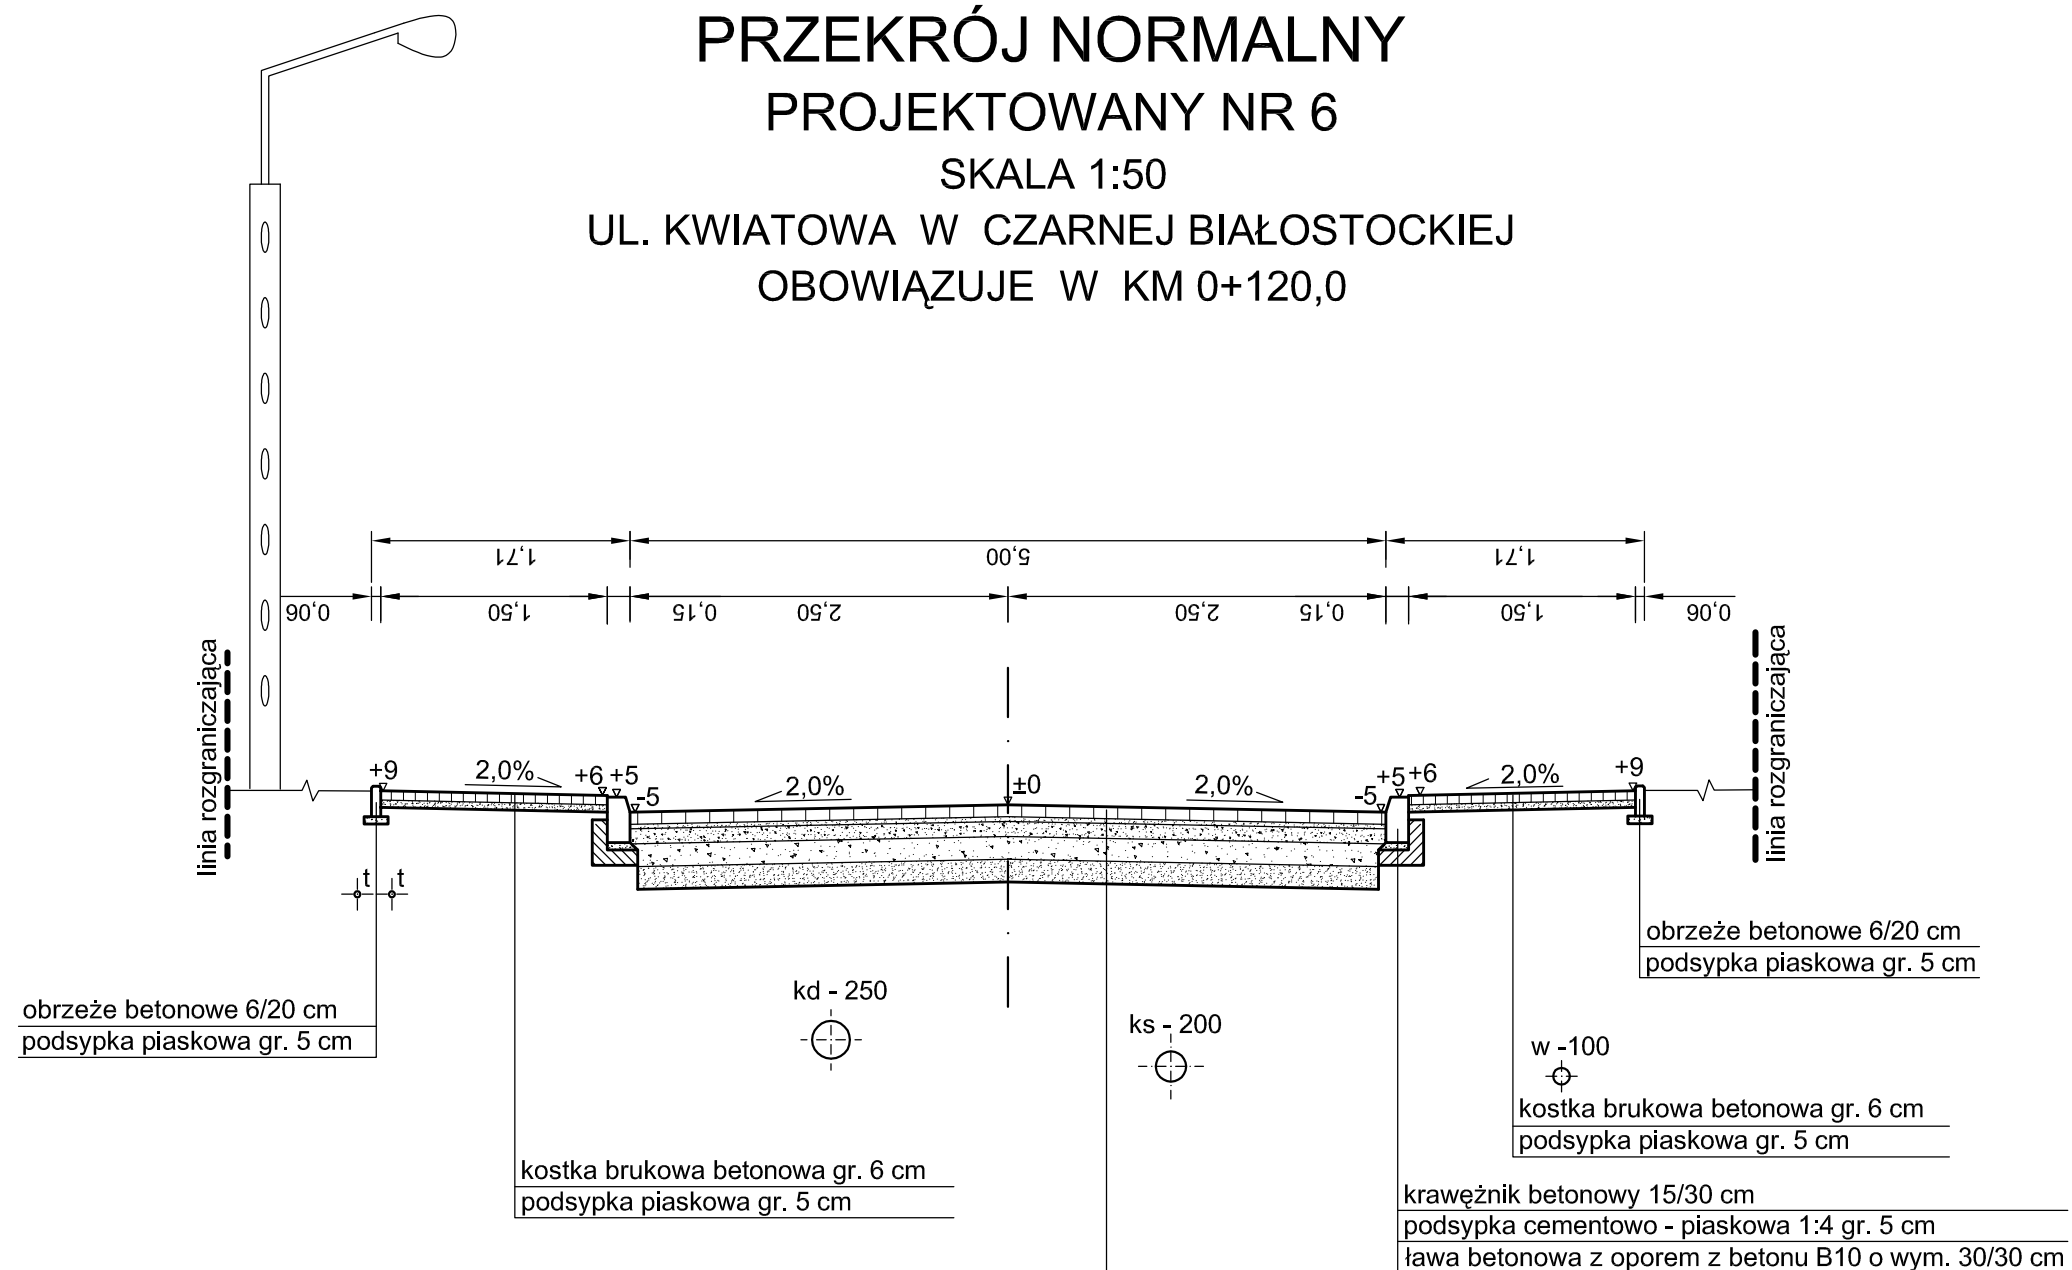 PRZEKRÓJ NORMALNY
PROJEKTOWANY NR 6
SKALA 1:50
UL. KWIATOWA W CZARNEJ BIAŁOSTOCKIEJ
OBOWIĄZUJE W KM 0+120,0
1,71
5,00
1,71
0,06
1,50
0,15
2,50
2,50
0,15
1,50
0,06
linia rozgraniczająca
linia rozgraniczająca
+9
2,0%
+6
+5
-5
2,0%
±0
2,0%
-5
+5
+6
2,0%
+9
t
t
obrzeże betonowe 6/20 cm
podsypka piaskowa gr. 5 cm
kd - 250
obrzeże betonowe 6/20 cm
podsypka piaskowa gr. 5 cm
ks - 200
w -100
kostka brukowa betonowa gr. 6 cm
podsypka piaskowa gr. 5 cm
kostka brukowa betonowa gr. 6 cm
podsypka piaskowa gr. 5 cm
krawężnik betonowy 15/30 cm
podsypka cementowo - piaskowa 1:4 gr. 5 cm
ława betonowa z oporem z betonu B10 o wym. 30/30 cm